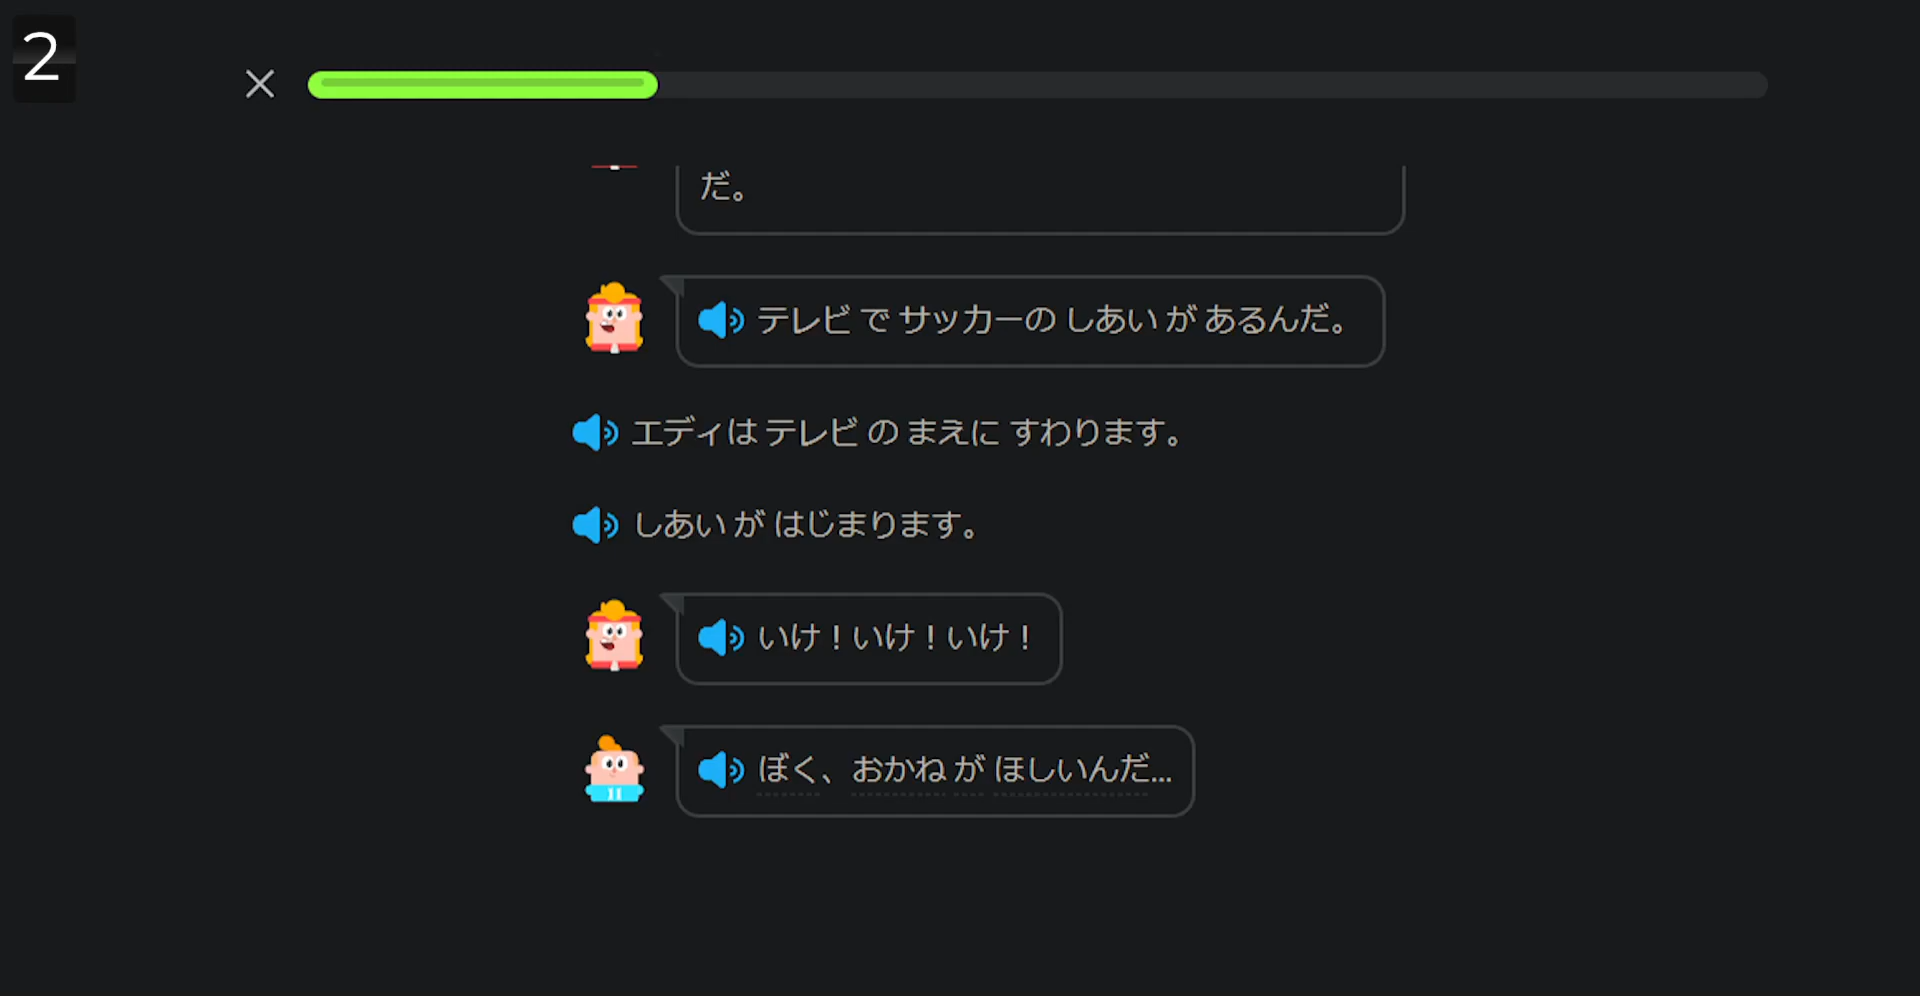 2
だ。
テレビ で サッカーの しあい が あるんだ。
エディは テレビ の まえに すわります。
しあい が はじまります。
いけ！いけ！いけ！
ぼく、おかね が ほしいんだ...
11